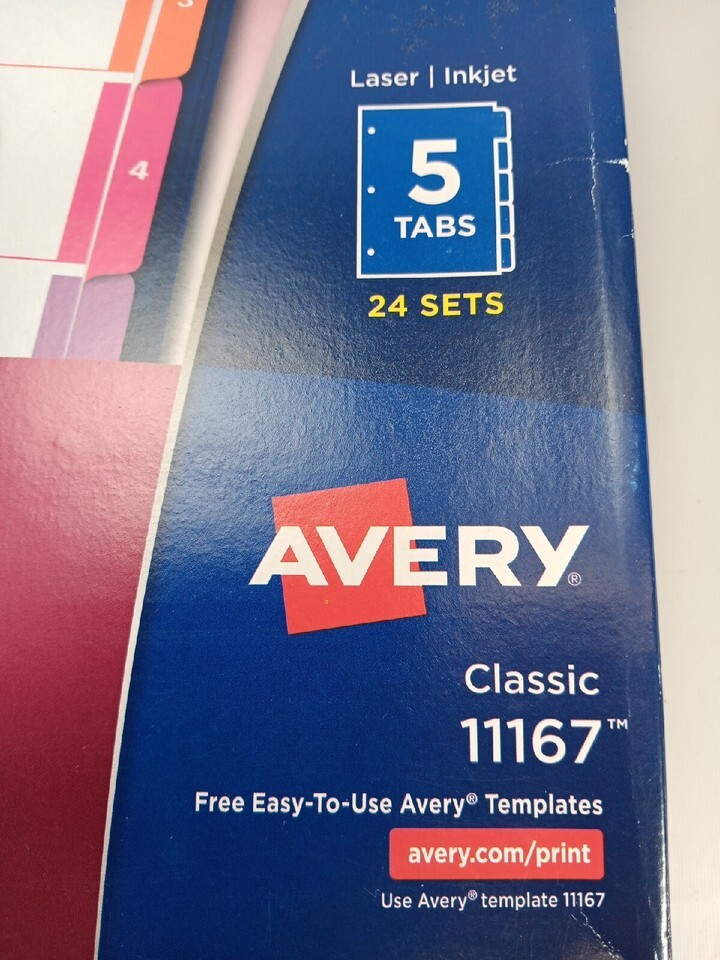 3
4
Laser | Inkjet
5
TABS
24 SETS
AVERY®
Classic
11167™
Free Easy-To-Use Avery® Templates
avery.com/print
Use Avery® template 11167